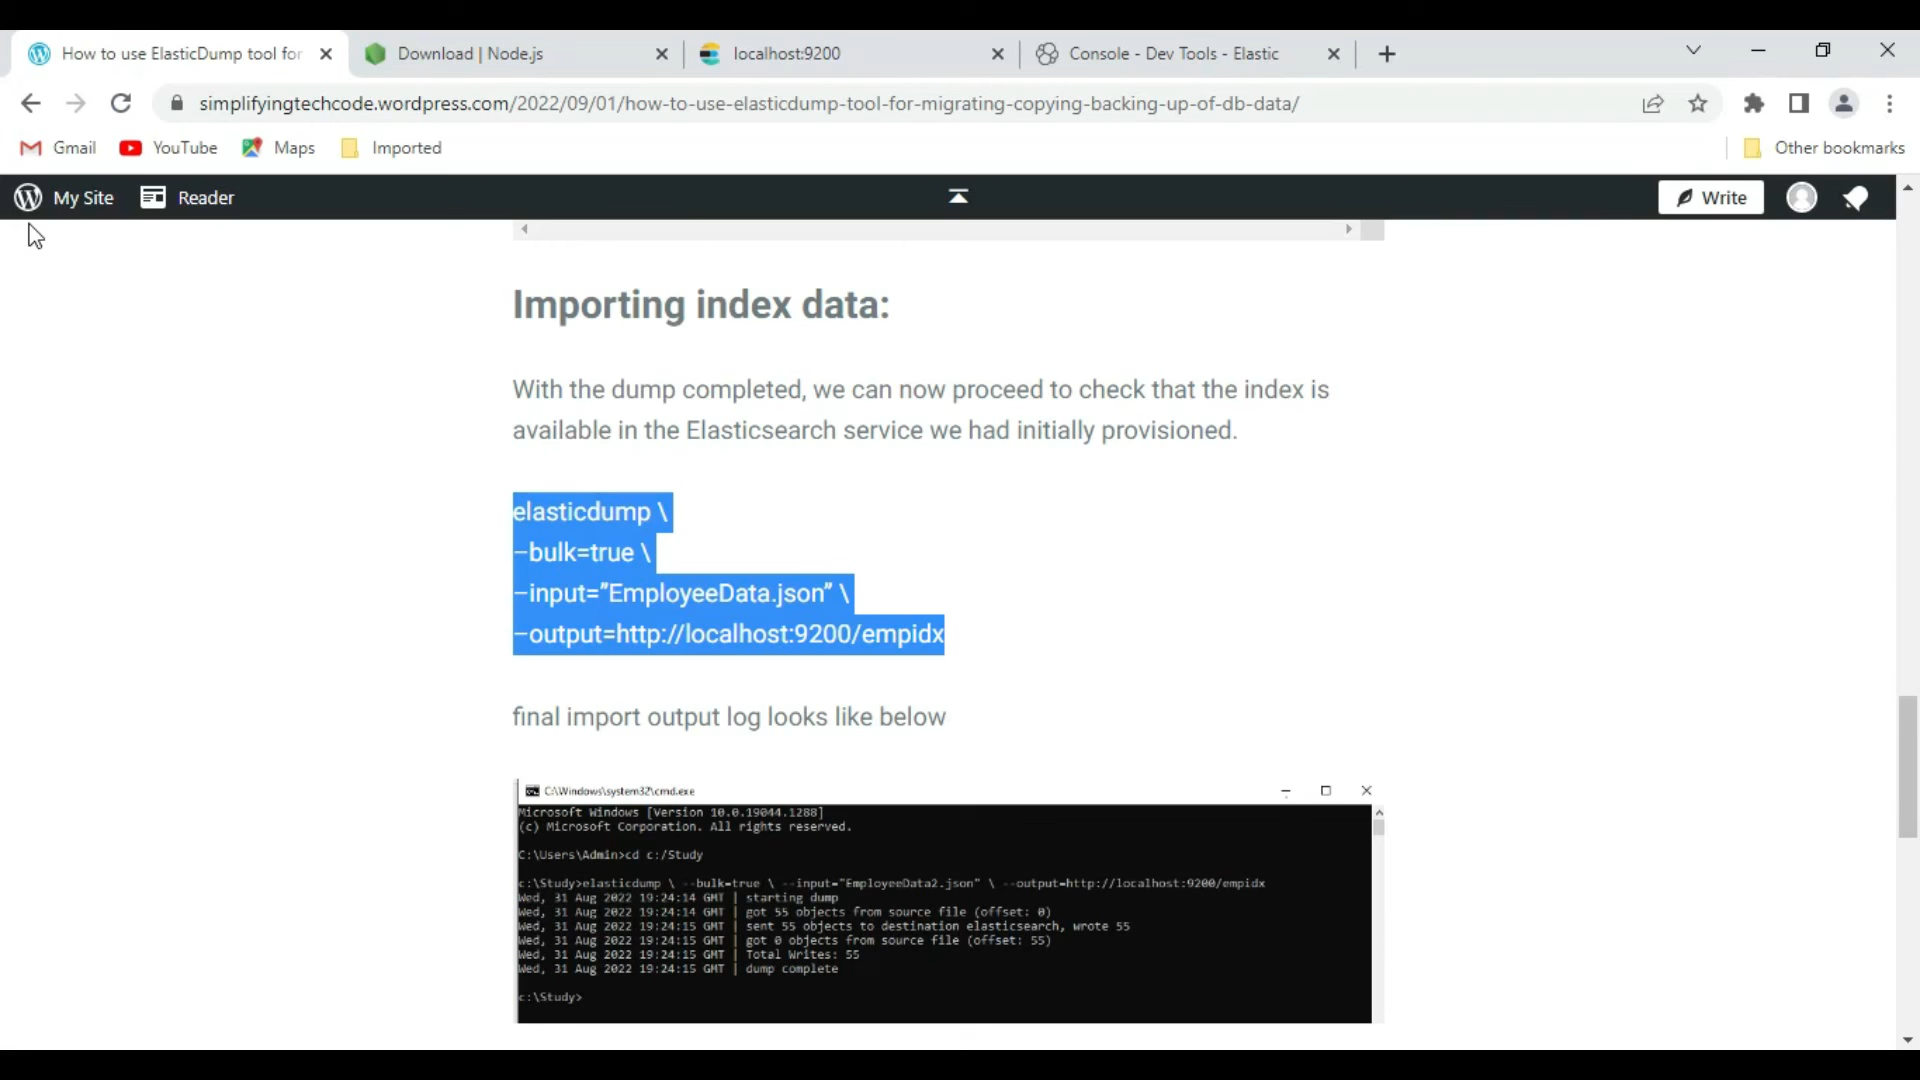 How to use ElasticDump tool for
Download | Node.js
localhost:9200
Console - Dev Tools - Elastic
simplifyingtechcode.wordpress.com/2022/09/01/how-to-use-elasticdump-tool-for-migrating-copying-backing-up-of-db-data/
Gmail
YouTube
Maps
Imported
Other bookmarks
My Site
Reader
Write
Importing index data:
With the dump completed, we can now proceed to check that the index is
available in the Elasticsearch service we had initially provisioned.
elasticdump \
–bulk=true \
–input=”EmployeeData.json” \
–output=http://localhost:9200/empidx
final import output log looks like below
C:\Windows\system32\cmd.exe
Microsoft Windows [Version 10.0.19044.1288]
(c) Microsoft Corporation. All rights reserved.
C:\Users\Admin>cd c:/Study
c:\Study>elasticdump \ --bulk=true \ --input="EmployeeData2.json" \ --output=http://localhost:9200/empidx
Wed, 31 Aug 2022 19:24:14 GMT | starting dump
Wed, 31 Aug 2022 19:24:14 GMT | got 55 objects from source file (offset: 0)
Wed, 31 Aug 2022 19:24:15 GMT | sent 55 objects to destination elasticsearch, wrote 55
Wed, 31 Aug 2022 19:24:15 GMT | got 0 objects from source file (offset: 55)
Wed, 31 Aug 2022 19:24:15 GMT | Total Writes: 55
Wed, 31 Aug 2022 19:24:15 GMT | dump complete
c:\Study>